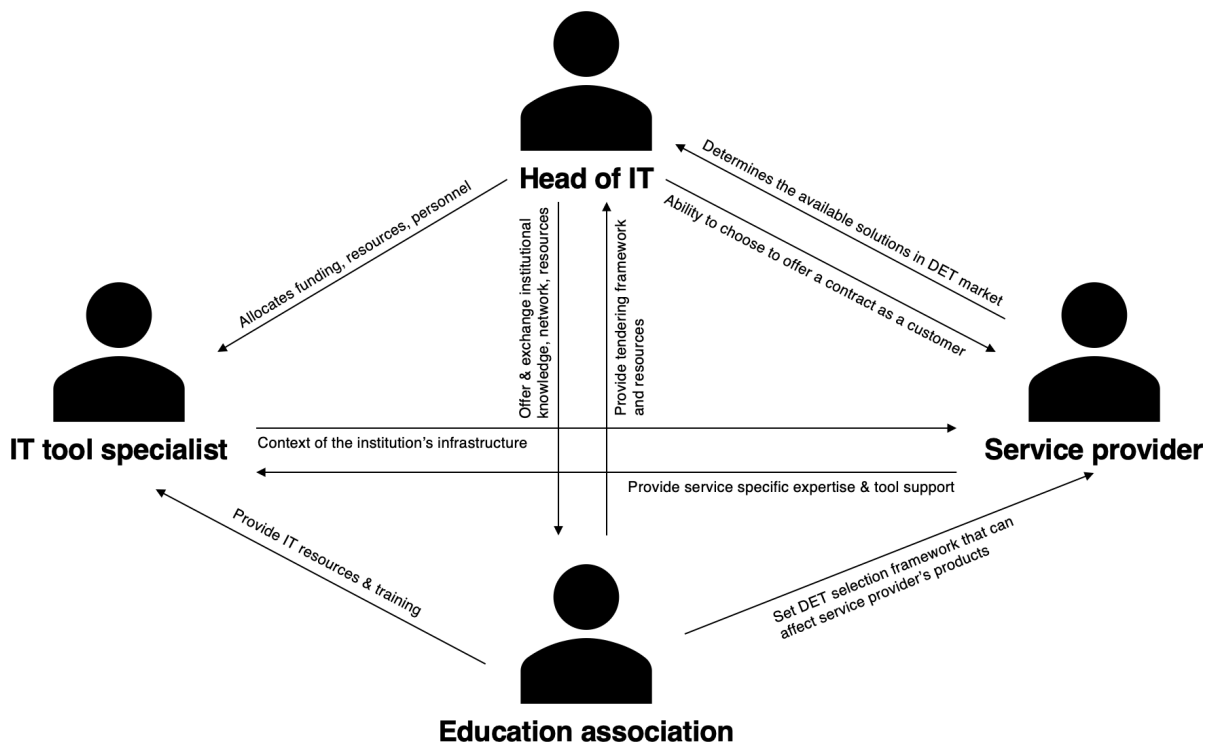 Head of IT
Determines the available solutions in DET market
Ability to choose to offer a contract as a customer
Allocates funding, resources, personnel
Offer & exchange institutional
knowledge, network, resources
Provide tendering framework
and resources
IT tool specialist
Service provider
Context of the institution’s infrastructure
Provide service specific expertise & tool support
Provide IT resources & training
Set DET selection framework that can
affect service provider’s products
Education association